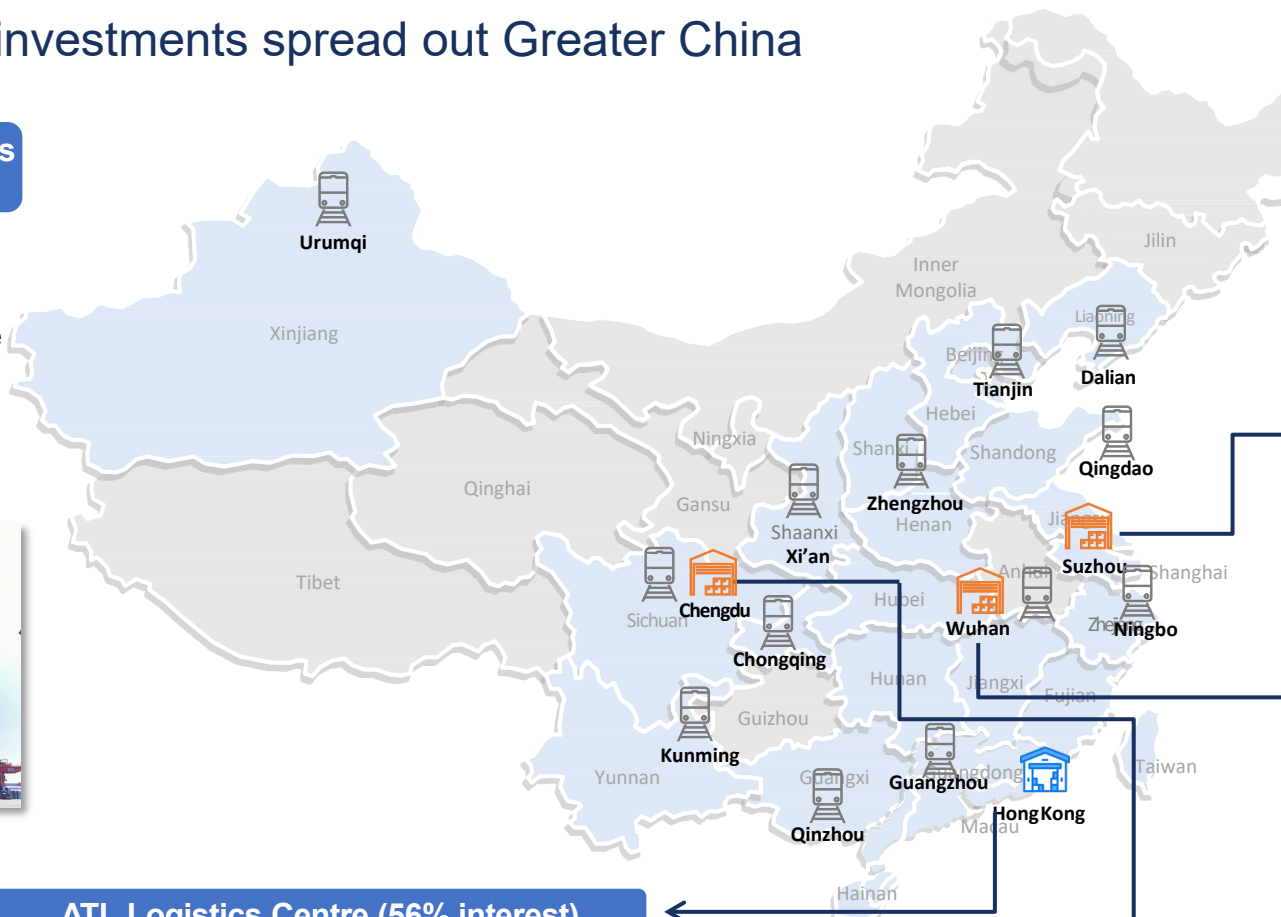 investments spread out Greater China
s
Urumqi
Xinjiang
Jilin
Inner
Mongolia
Liaoning
Beijing
Tianjin
Dalian
Hebei
Ningxia
Shanxi
Shandong
Qingdao
Qinghai
Gansu
Zhengzhou
Henan
Jiangsu
Shaanxi
Xi’an
Suzhou
Shanghai
Anhui
Tibet
Chengdu
Sichuan
Hubei
Wuhan
Zhejiang
Ningbo
Chongqing
Hunan
Jiangxi
Fujian
Guizhou
Kunming
Yunnan
Guangxi
Guangdong
Guangzhou
Taiwan
Hong Kong
Macau
Qinzhou
Hainan
ATL Logistics Centre (56% interest)